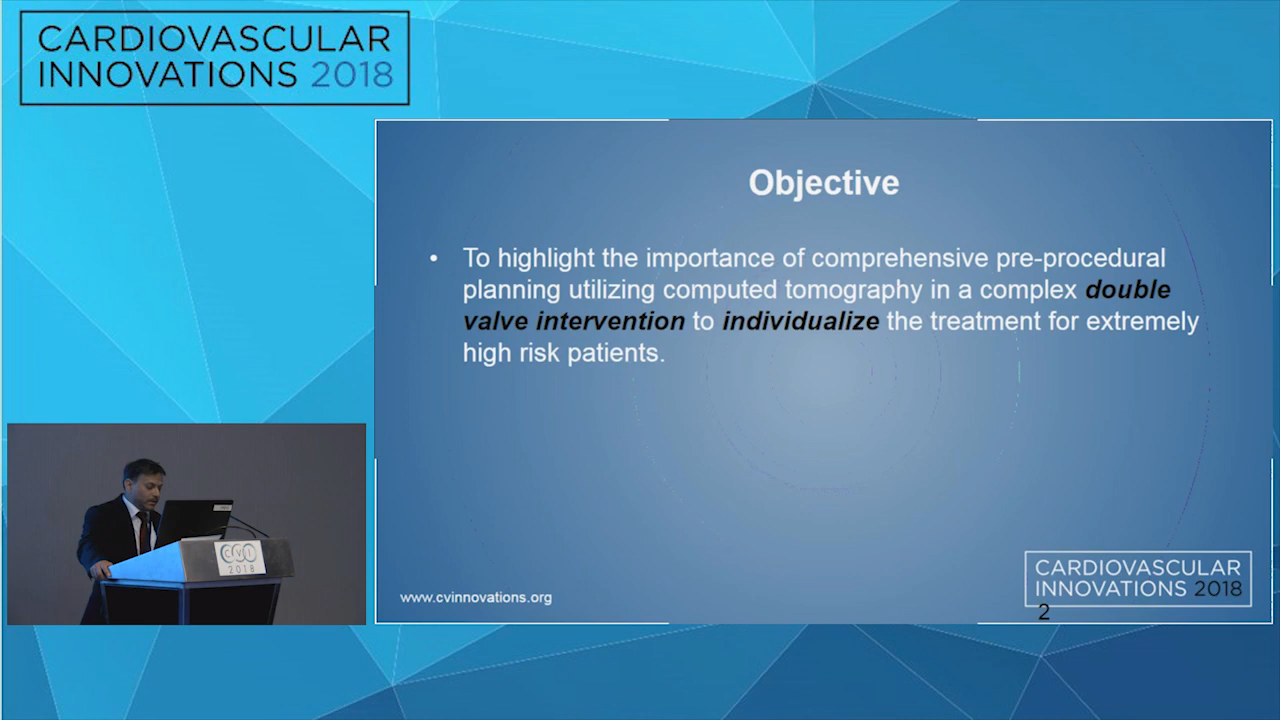 CARDIOVASCULAR
INNOVATIONS 2018
Objective
• To highlight the importance of comprehensive pre-procedural
planning utilizing computed tomography in a complex double
valve intervention to individualize the treatment for extremely
high risk patients.
CVI
2018
www.cvinnovations.org
CARDIOVASCULAR
INNOVATIONS 2018
2